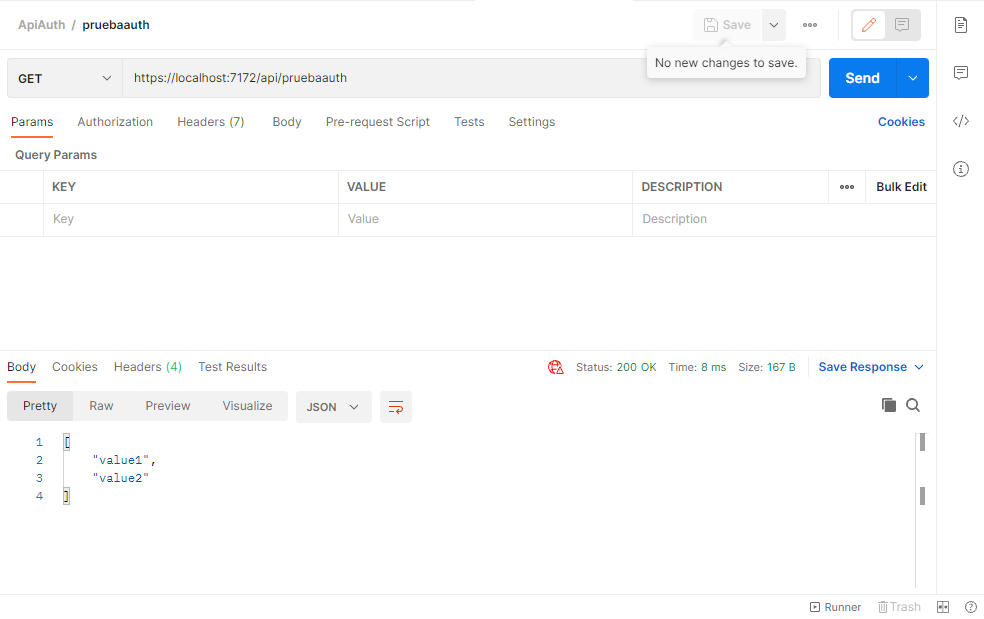 ApiAuth / pruebaauth
Save
No new changes to save.
GET
https://localhost:7172/api/pruebaauth
Send
Params Authorization Headers (7) Body Pre-request Script Tests Settings Cookies
Query Params
KEY VALUE DESCRIPTION Bulk Edit
Key Value Description
Body Cookies Headers (4) Test Results Status: 200 OK Time: 8 ms Size: 167 B Save Response
Pretty Raw Preview Visualize JSON
1 [
2 "value1",
3 "value2"
4 ]
Runner Trash